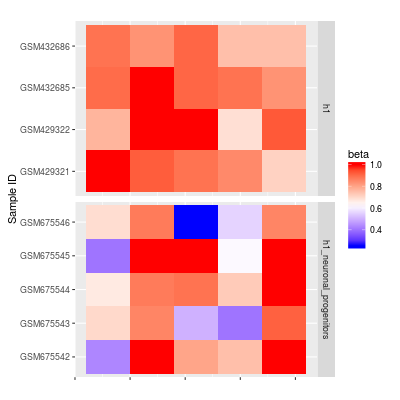 GSM432686
GSM432685
GSM429322
GSM429321
h1
GSM675546
GSM675545
GSM675544
GSM675543
GSM675542
h1_neuronal_progenitors
Sample ID
beta
1.0
0.8
0.6
0.4